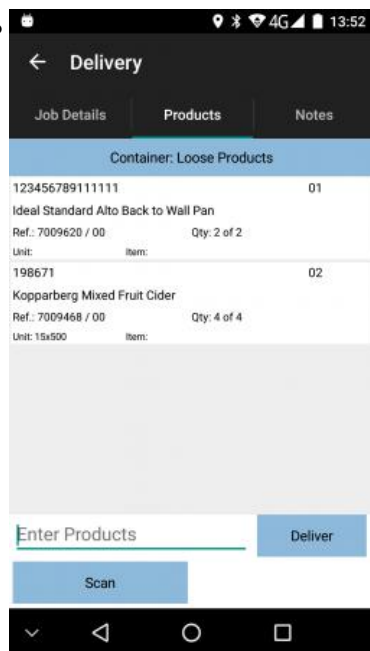 4G 13:52
Delivery
Job Details Products Notes
Container: Loose Products
123456789111111 01
Ideal Standard Alto Back to Wall Pan
Ref.: 7009620 / 00 Qty: 2 of 2
Unit: Item:
198671 02
Kopparberg Mixed Fruit Cider
Ref.: 7009468 / 00 Qty: 4 of 4
Unit: 15x500 Item:
Enter Products Deliver
Scan